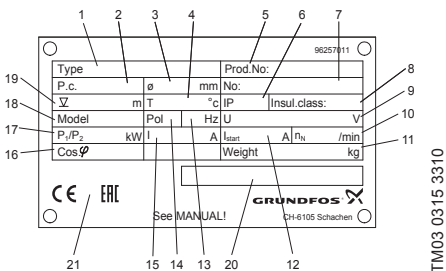 1 2 3 4 5 6 7
96257011
Type Prod.No:
P.c. ø mm No:
∇ m T °c IP Insul.class: 8
19
Model Pol Hz U V 9
18
P₁/P₂ kW I A Istart A nN /min 10
17
Cosφ Weight kg 11
16
CE EAC GRUNDFOS
See MANUAL! CH-6105 Schachen
21 15 14 13 20 12
TM03 0315 3310